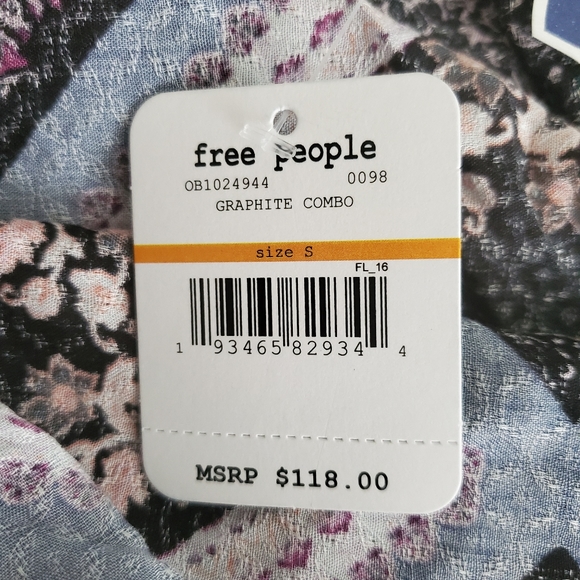 free people
OB1024944 0098
GRAPHITE COMBO
size S
FL_16
1 93465 82934 4
MSRP $118.00